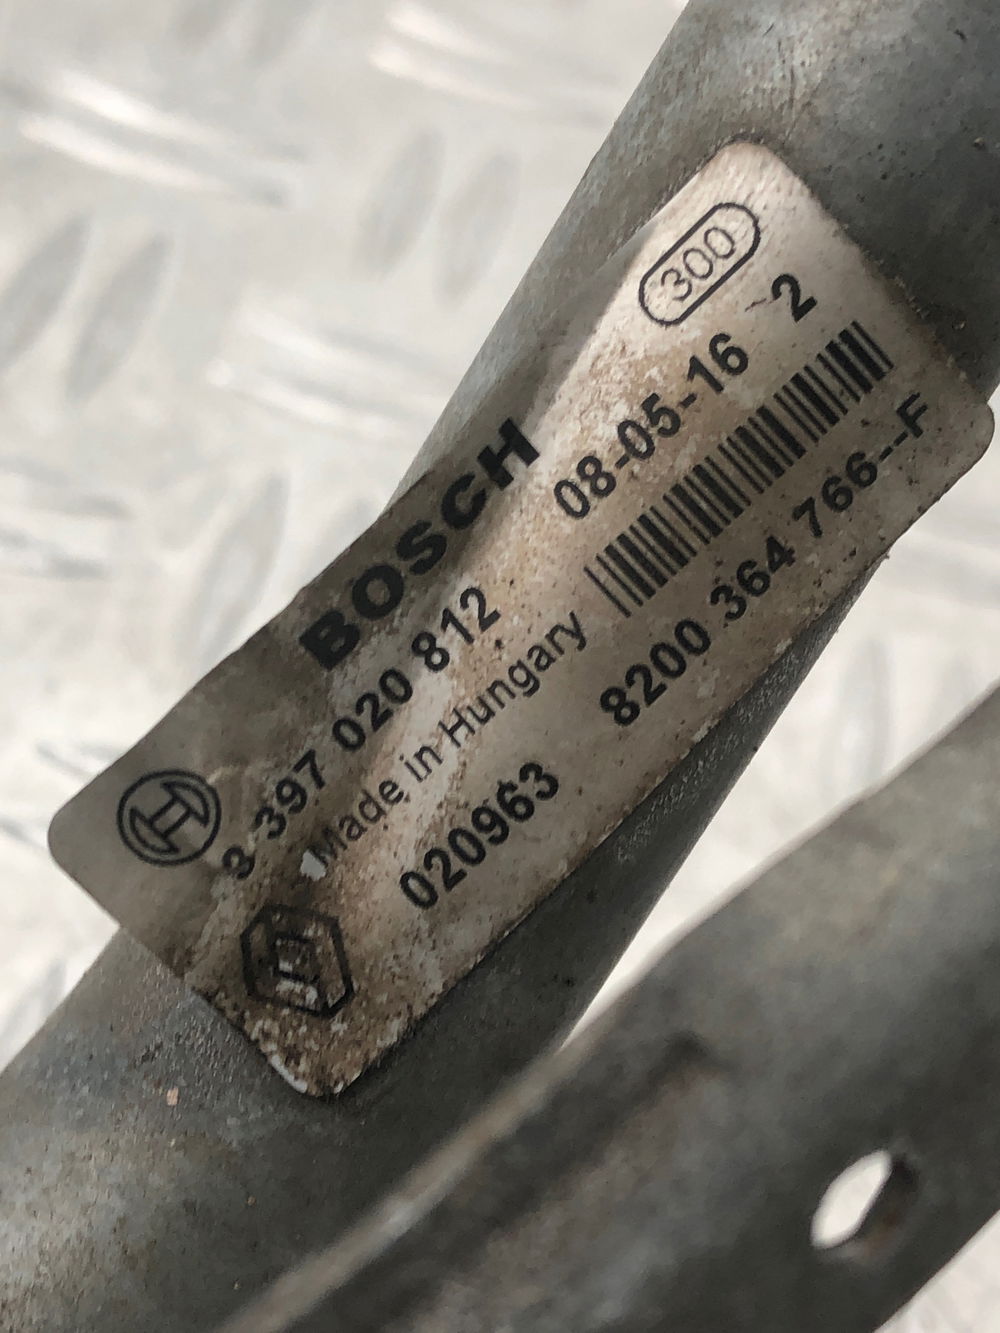 300
BOSCH
08-05-16 2
3 397 020 812
Made in Hungary
8200 364 766--F
020963